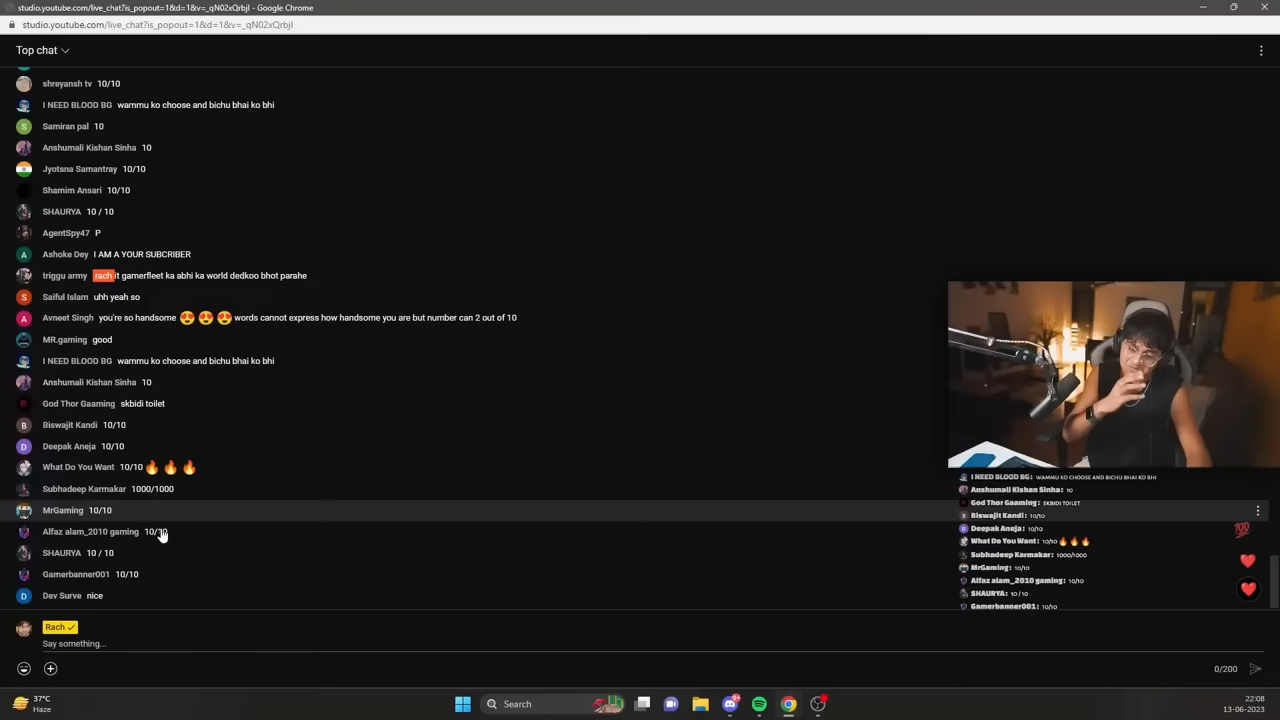 studio.youtube.com/live_chat?is_popout=1&d=1&v=_qN02xQrbjI - Google Chrome
studio.youtube.com/live_chat?is_popout=1&d=1&v=_qN02xQrbjI
Top chat
shreyansh tv 10/10
I NEED BLOOD BG wammu ko choose and bichu bhai ko bhi
Samiran pal 10
Anshumali Kishan Sinha 10
Jyotsna Samantray 10/10
Shamim Ansari 10/10
SHAURYA 10 / 10
AgentSpy47 P
Ashoke Dey I AM A YOUR SUBCRIBER
triggu army rachit gamerfleet ka abhi ka world dedkoo bhot parahe
Saiful Islam uhh yeah so
Avneet Singh you're so handsome 😍 😍 😍 words cannot express how handsome you are but number can 2 out of 10
MR.gaming good
I NEED BLOOD BG wammu ko choose and bichu bhai ko bhi
Anshumali Kishan Sinha 10
God Thor Gaaming skbidi toilet
Biswajit Kandi 10/10
Deepak Aneja 10/10
What Do You Want 10/10 🔥 🔥 🔥
Subhadeep Karmakar 1000/1000
MrGaming 10/10
Alfaz alam_2010 gaming 10/10
SHAURYA 10 / 10
Gamerbanner001 10/10
Dev Surve nice
I NEED BLOOD BG: WAMMU KO CHOOSE AND BICHU BHAI KO BHI
Anshumali Kishan Sinha: 10
God Thor Gaaming: SKBIDI TOILET
Biswajit Kandi: 10/10
Deepak Aneja: 10/10
What Do You Want: 10/10 🔥 🔥 🔥
Subhadeep Karmakar: 1000/1000
MrGaming: 10/10
Alfaz alam_2010 gaming: 10/10
SHAURYA: 10 / 10
Gamerbanner001: 10/10
💯
Rach ✓
Say something...
0/200
37°C
Haze
Search
22:08
13-06-2023